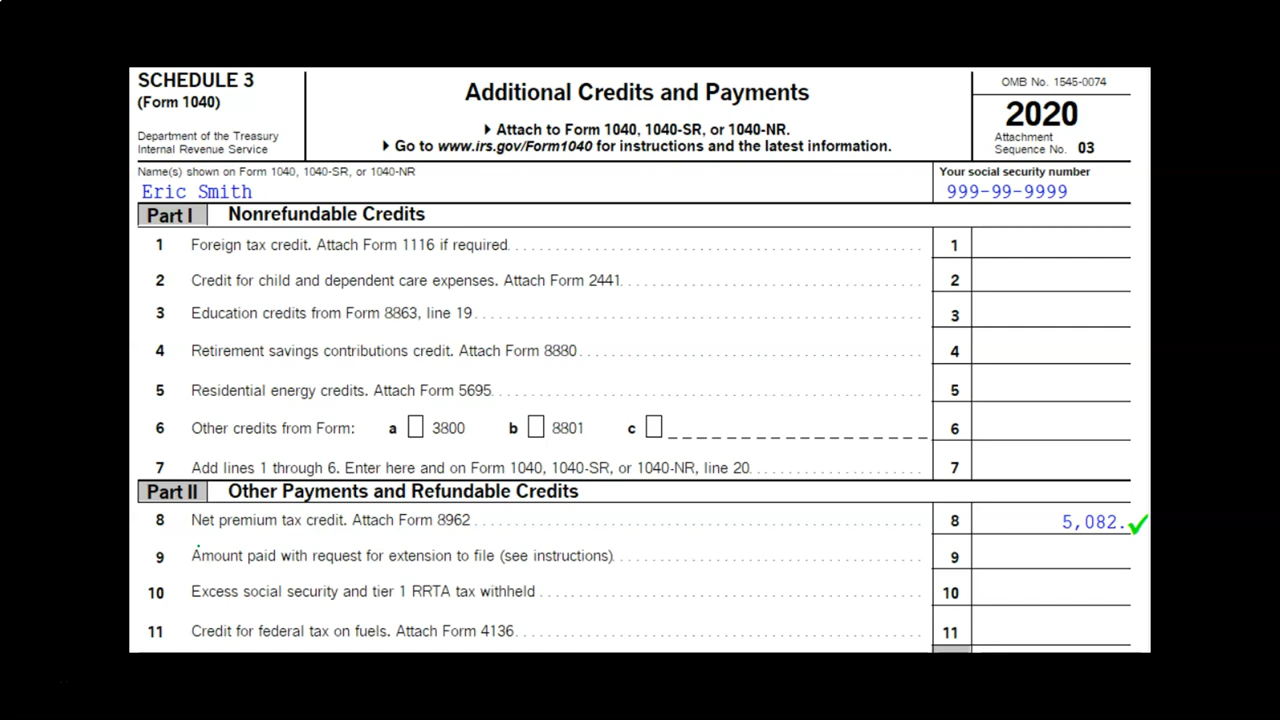 SCHEDULE 3
(Form 1040)
Department of the Treasury
Internal Revenue Service
Additional Credits and Payments
Attach to Form 1040, 1040-SR, or 1040-NR.
Go to www.irs.gov/Form1040 for instructions and the latest information.
OMB No. 1545-0074
2020
Attachment
Sequence No. 03
Name(s) shown on Form 1040, 1040-SR, or 1040-NR
Eric Smith
Your social security number
999-99-9999
Part I Nonrefundable Credits
1 Foreign tax credit. Attach Form 1116 if required 1
2 Credit for child and dependent care expenses. Attach Form 2441 2
3 Education credits from Form 8863, line 19 3
4 Retirement savings contributions credit. Attach Form 8880 4
5 Residential energy credits. Attach Form 5695 5
6 Other credits from Form: a 3800 b 8801 c 6
7 Add lines 1 through 6. Enter here and on Form 1040, 1040-SR, or 1040-NR, line 20 7
Part II Other Payments and Refundable Credits
8 Net premium tax credit. Attach Form 8962 8 5,082.
9 Amount paid with request for extension to file (see instructions) 9
10 Excess social security and tier 1 RRTA tax withheld 10
11 Credit for federal tax on fuels. Attach Form 4136 11